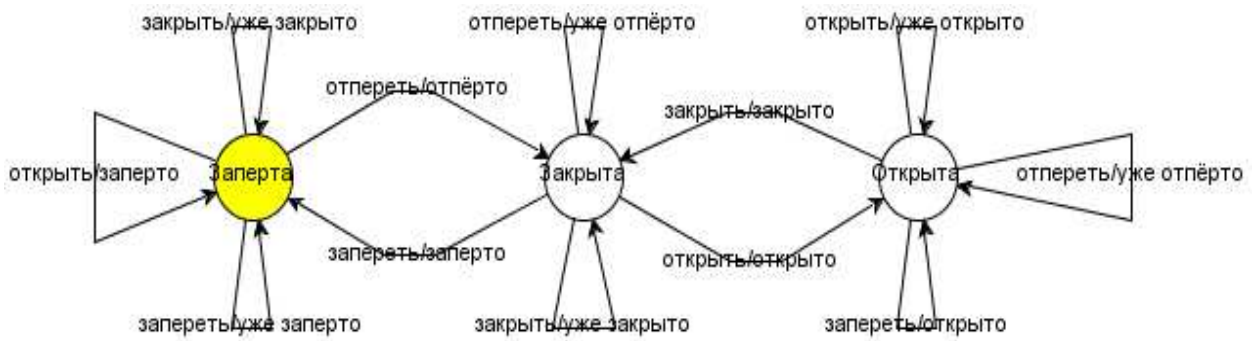 закрыть/уже закрыто
отпереть/уже отпёрто
открыть/уже открыто
отпереть/отпёрто
закрыть/закрыто
открыть/заперто
Заперта
Закрыта
Открыта
отпереть/уже отпёрто
запереть/заперто
открыть/открыто
запереть/уже заперто
закрыть/уже закрыто
запереть/открыто